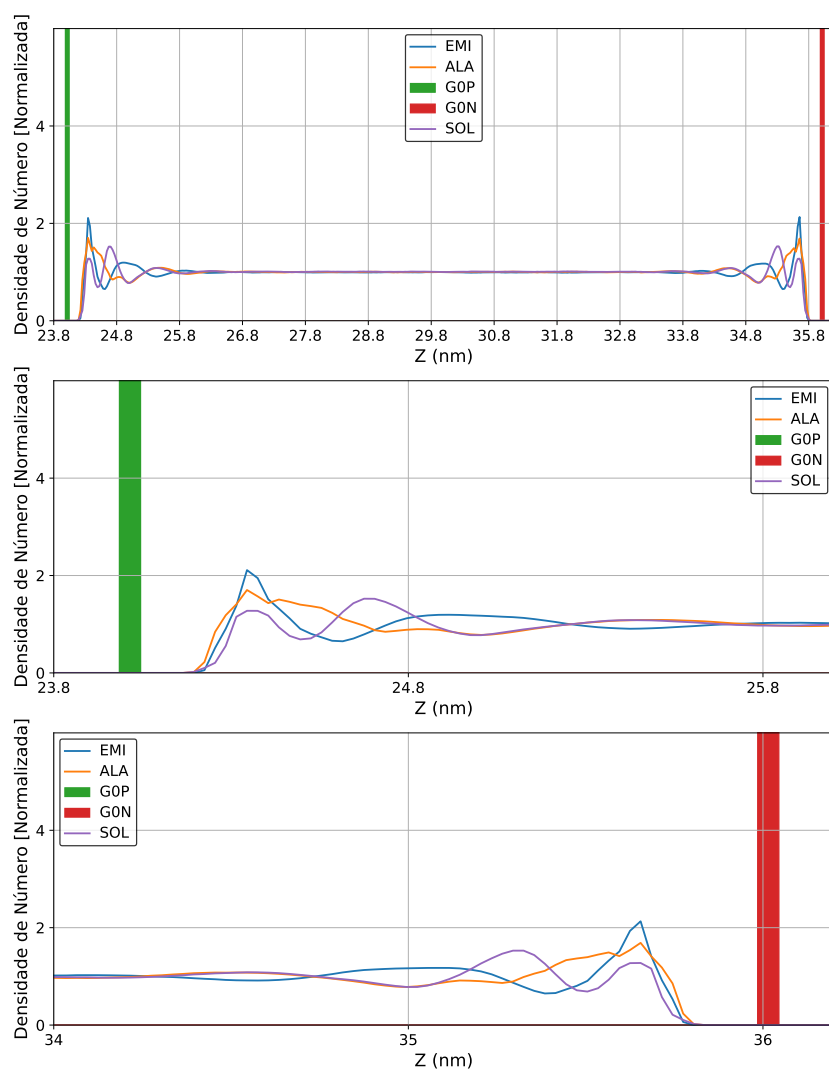 Densidade de Número [Normalizada]
4
2
0
EMI
ALA
G0P
G0N
SOL
23.8 24.8 25.8 26.8 27.8 28.8 29.8 30.8 31.8 32.8 33.8 34.8 35.8
Z (nm)
Densidade de Número [Normalizada]
4
2
0
EMI
ALA
G0P
G0N
SOL
23.8 24.8 25.8
Z (nm)
Densidade de Número [Normalizada]
4
2
0
EMI
ALA
G0P
G0N
SOL
34 35 36
Z (nm)